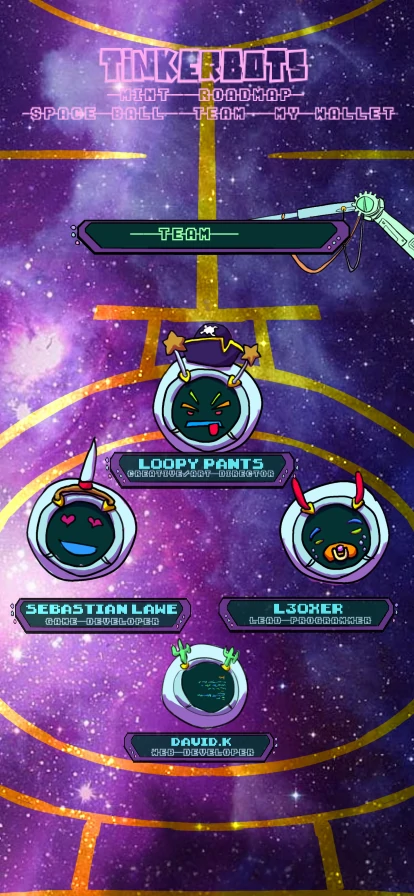 TINKERBOTS
MINT ROADMAP
SPACE BALL TEAM MY WALLET
TEAM
LOOPY PANTS
CREATIVE/ART DIRECTOR
SEBASTIAN LAWE
GAME DEVELOPER
L3OXER
LEAD PROGRAMMER
DAVID.K
WEB DEVELOPER